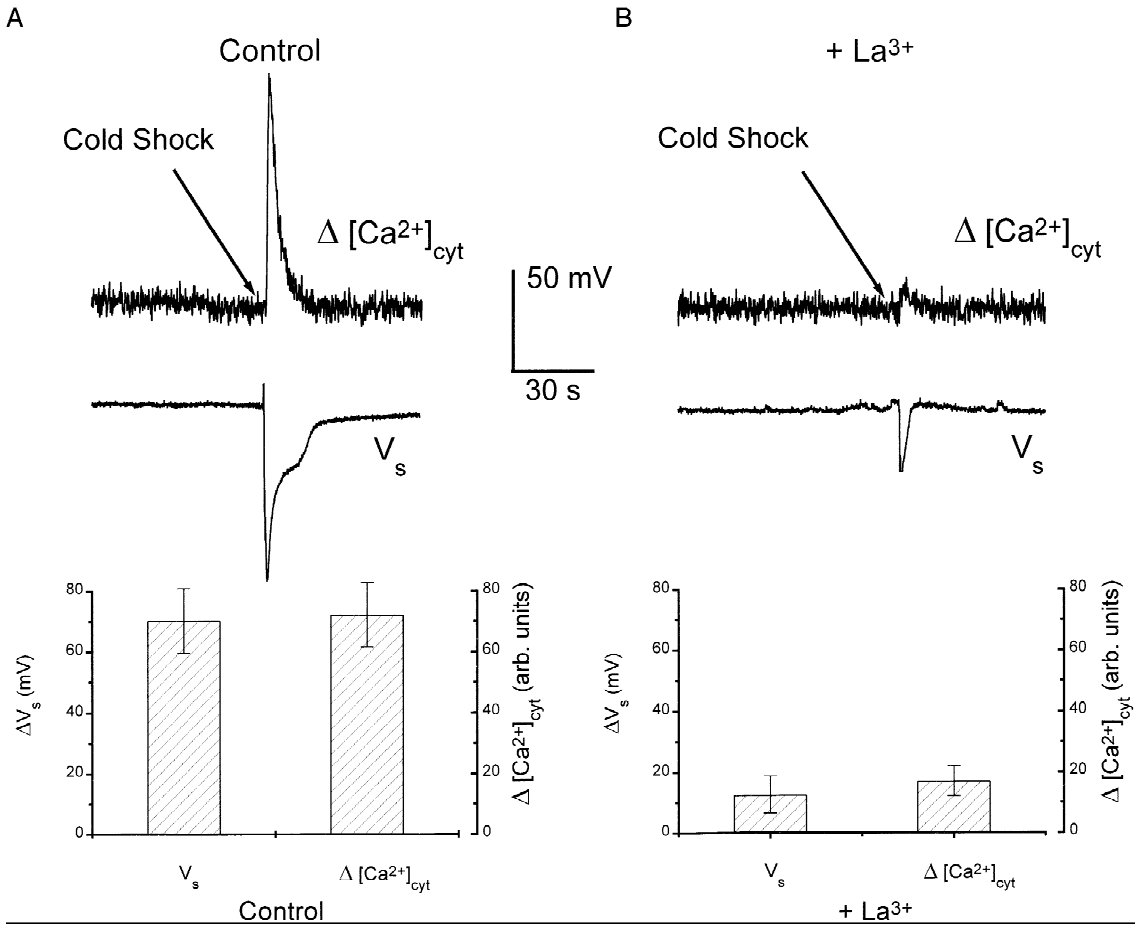 A
B
Control
+ La3+
Cold Shock
Cold Shock
Δ [Ca2+]cyt
Δ [Ca2+]cyt
50 mV
30 s
Vs
Vs
80
60
40
20
0
ΔVs (mV)
80
60
40
20
0
Δ [Ca2+]cyt (arb. units)
80
60
40
20
0
ΔVs (mV)
80
60
40
20
0
Δ [Ca2+]cyt (arb. units)
Vs
Δ [Ca2+]cyt
Vs
Δ [Ca2+]cyt
Control
+ La3+